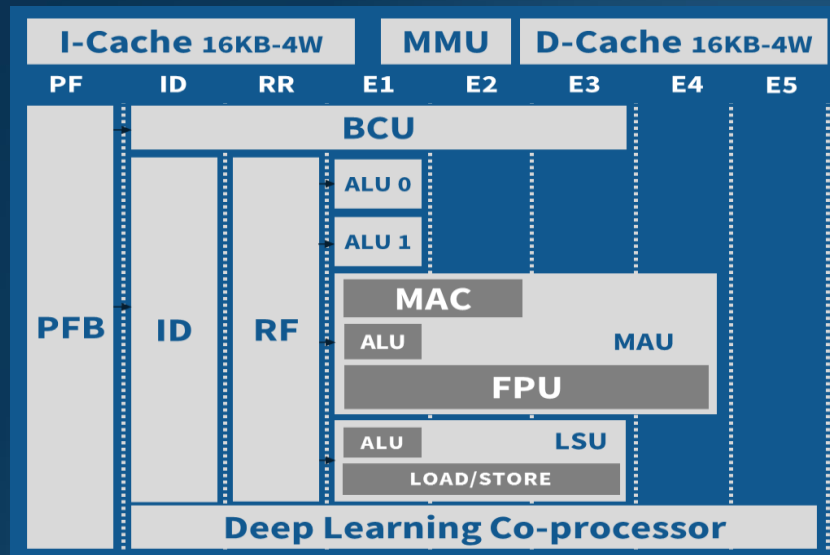 I-Cache 16KB-4W
MMU
D-Cache 16KB-4W
PF
ID
RR
E1
E2
E3
E4
E5
BCU
ALU 0
ALU 1
MAC
PFB
ID
RF
ALU
MAU
FPU
ALU
LSU
LOAD/STORE
Deep Learning Co-processor